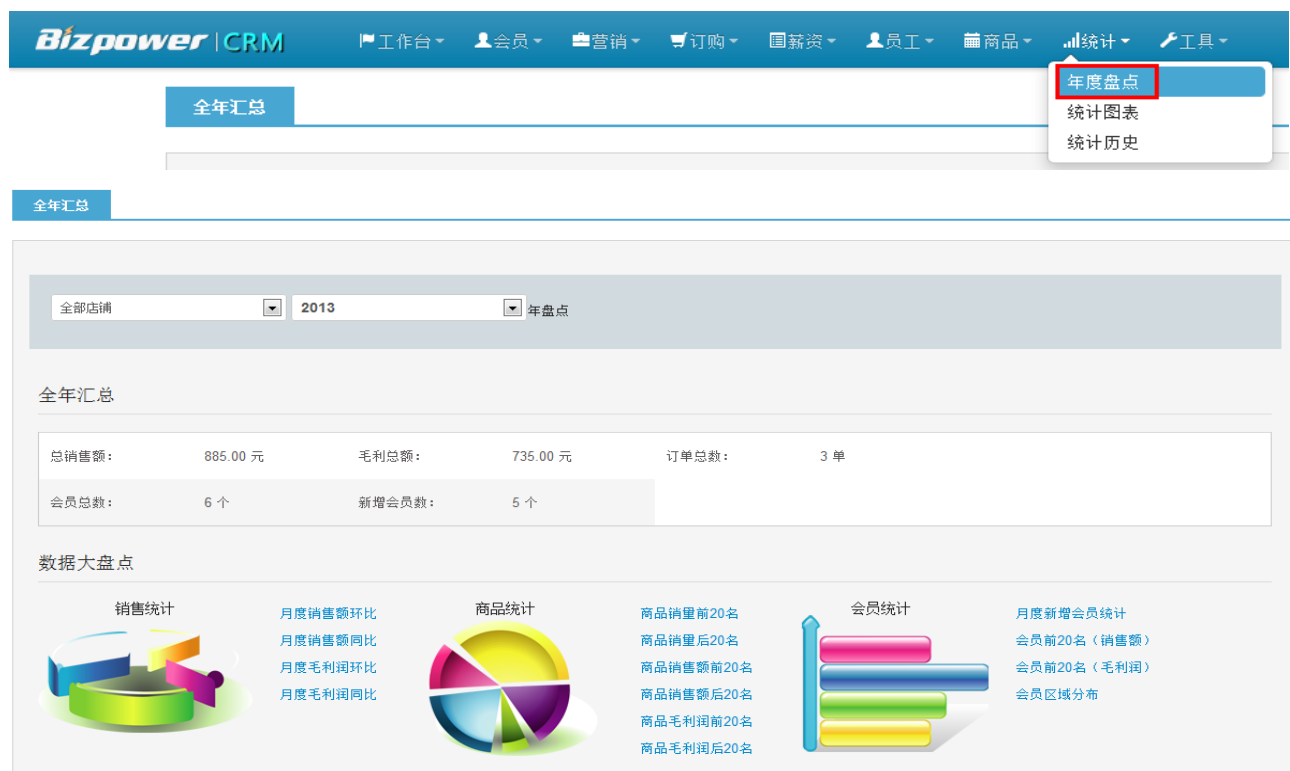 Bizpower | CRM 工作台 会员 营销 订购 薪资 员工 商品 统计 工具
年度盘点
统计图表
统计历史
全年汇总
全年汇总
全部店铺 2013 年盘点
全年汇总
总销售额： 885.00 元 毛利总额： 735.00 元 订单总数： 3 单
会员总数： 6 个 新增会员数： 5 个
数据大盘点
销售统计
月度销售额环比
月度销售额同比
月度毛利润环比
月度毛利润同比
商品统计
商品销量前20名
商品销量后20名
商品销售额前20名
商品销售额后20名
商品毛利润前20名
商品毛利润后20名
会员统计
月度新增会员统计
会员前20名（销售额）
会员前20名（毛利润）
会员区域分布